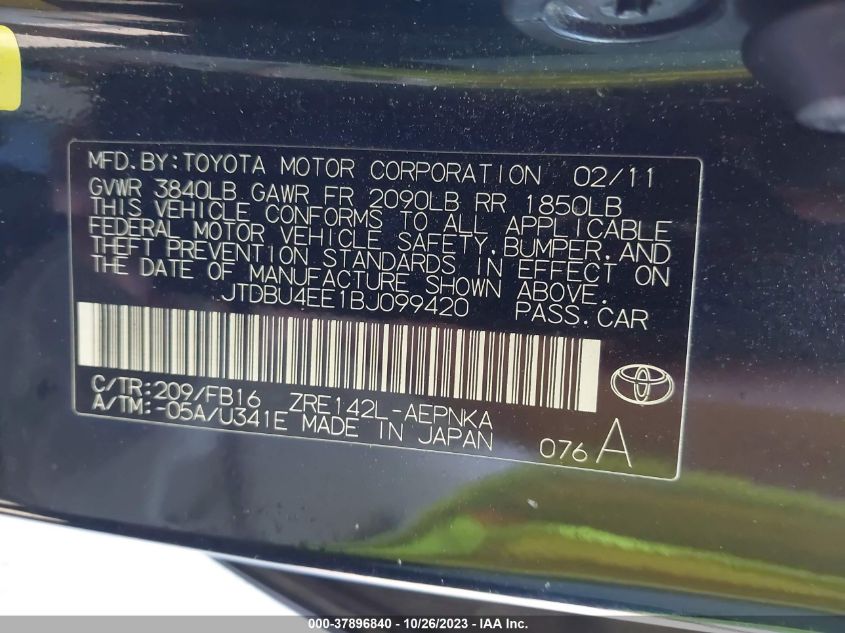 MFD.BY:TOYOTA MOTOR CORPORATION 02/11
GVWR 3840LB GAWR FR 2090LB RR 1850LB
THIS VEHICLE CONFORMS TO ALL APPLICABLE
FEDERAL MOTOR VEHICLE SAFETY,BUMPER,AND
THEFT PREVENTION STANDARDS IN EFFECT ON
THE DATE OF MANUFACTURE SHOWN ABOVE.
JTDBU4EE1BJ099420 PASS.CAR
C/TR:209/FB16 ZRE142L-AEPNKA
A/TM:-05A/U341E MADE IN JAPAN 076 A
000-37896840 - 10/26/2023 - IAA Inc.